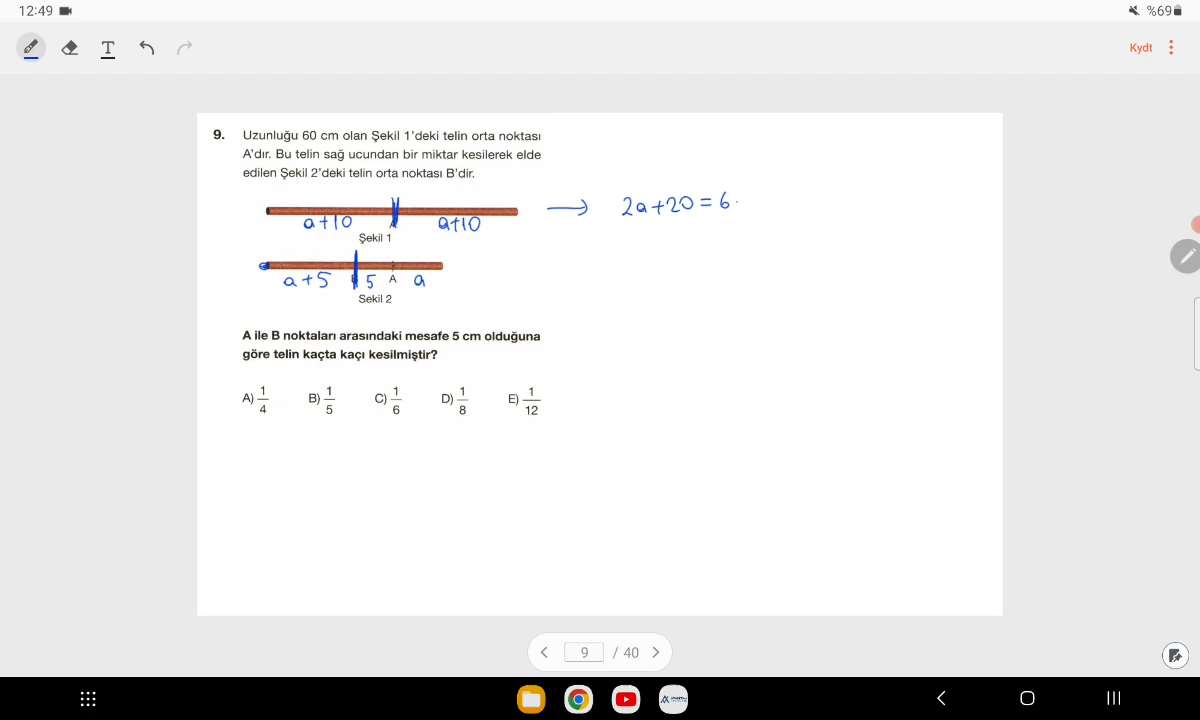 12:49
%69
T
Kydt
9. Uzunluğu 60 cm olan Şekil 1'deki telin orta noktası
A'dır. Bu telin sağ ucundan bir miktar kesilerek elde
edilen Şekil 2'deki telin orta noktası B'dir.
→ 2a+20=6
a+10 A a+10
Şekil 1
a+5 B 5 A a
Şekil 2
A ile B noktaları arasındaki mesafe 5 cm olduğuna
göre telin kaçta kaçı kesilmiştir?
A) 1/4 B) 1/5 C) 1/6 D) 1/8 E) 1/12
9 / 40